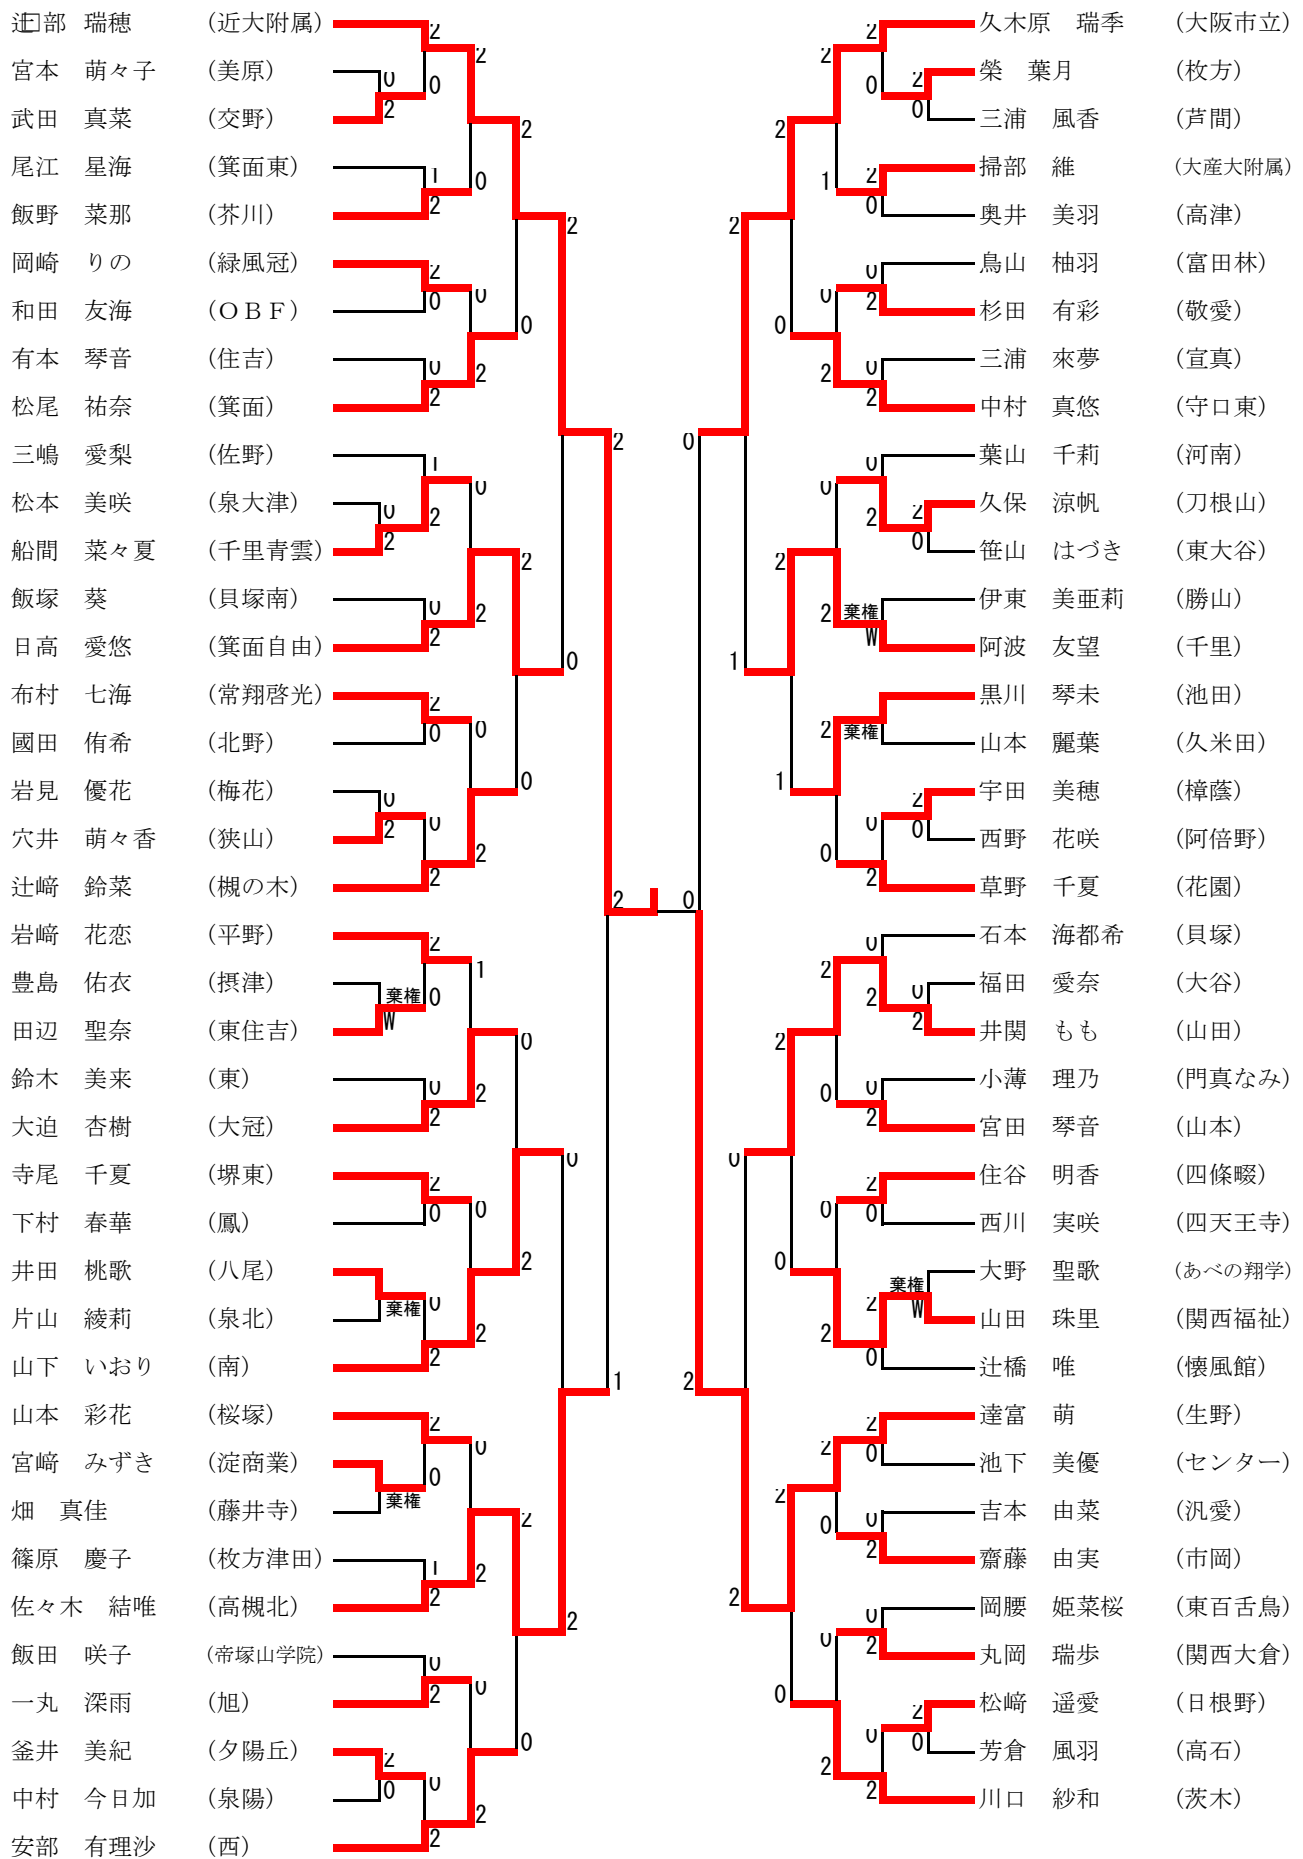 部 瑞穂 (近大附属)
宮本 萌々子 (美原)
武田 真菜 (交野)
尾江 星海 (箕面東)
飯野 菜那 (芥川)
岡崎 りの (緑風冠)
和田 友海 (ＯＢＦ)
有本 琴音 (住吉)
松尾 祐奈 (箕面)
三嶋 愛梨 (佐野)
松本 美咲 (泉大津)
船間 菜々夏 (千里青雲)
飯塚 葵 (貝塚南)
日高 愛悠 (箕面自由)
布村 七海 (常翔啓光)
國田 侑希 (北野)
岩見 優花 (梅花)
穴井 萌々香 (狭山)
辻﨑 鈴菜 (槻の木)
岩﨑 花恋 (平野)
豊島 佑衣 (摂津)
棄権
田辺 聖奈 (東住吉)
W
鈴木 美来 (東)
大迫 杏樹 (大冠)
寺尾 千夏 (堺東)
下村 春華 (鳳)
井田 桃歌 (八尾)
棄権
片山 綾莉 (泉北)
山下 いおり (南)
山本 彩花 (桜塚)
宮﨑 みずき (淀商業)
棄権
畑 真佳 (藤井寺)
篠原 慶子 (枚方津田)
佐々木 結唯 (高槻北)
飯田 咲子 (帝塚山学院)
一丸 深雨 (旭)
釜井 美紀 (夕陽丘)
中村 今日加 (泉陽)
安部 有理沙 (西)
久木原 瑞季 (大阪市立)
榮 葉月 (枚方)
三浦 風香 (芦間)
掃部 維 (大産大附属)
奥井 美羽 (高津)
鳥山 柚羽 (富田林)
杉田 有彩 (敬愛)
三浦 來夢 (宣真)
中村 真悠 (守口東)
葉山 千莉 (河南)
久保 涼帆 (刀根山)
笹山 はづき (東大谷)
伊東 美亜莉 (勝山)
棄権
W
阿波 友望 (千里)
黒川 琴未 (池田)
棄権
山本 麗葉 (久米田)
宇田 美穂 (樟蔭)
西野 花咲 (阿倍野)
草野 千夏 (花園)
石本 海都希 (貝塚)
福田 愛奈 (大谷)
井関 もも (山田)
小薄 理乃 (門真なみ)
宮田 琴音 (山本)
住谷 明香 (四條畷)
西川 実咲 (四天王寺)
大野 聖歌 (あべの翔学)
棄権
W
山田 珠里 (関西福祉)
辻橋 唯 (懐風館)
達富 萌 (生野)
池下 美優 (センター)
吉本 由菜 (汎愛)
齋藤 由実 (市岡)
岡腰 姫菜桜 (東百舌鳥)
丸岡 瑞歩 (関西大倉)
松﨑 遥愛 (日根野)
芳倉 風羽 (高石)
川口 紗和 (茨木)